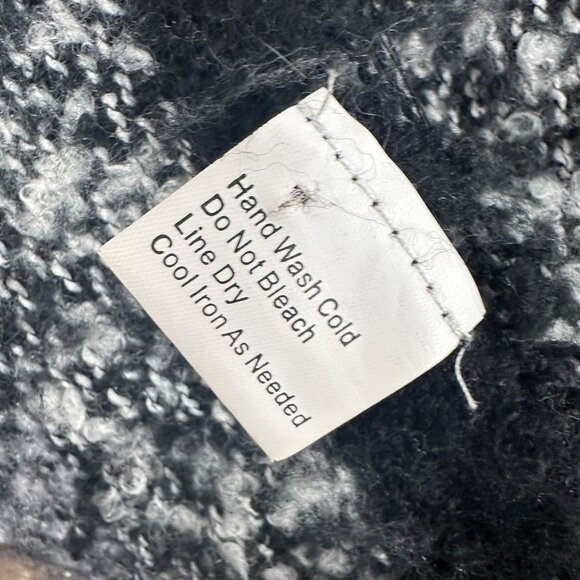 Hand Wash Cold
Do Not Bleach
Line Dry
Cool Iron As Needed